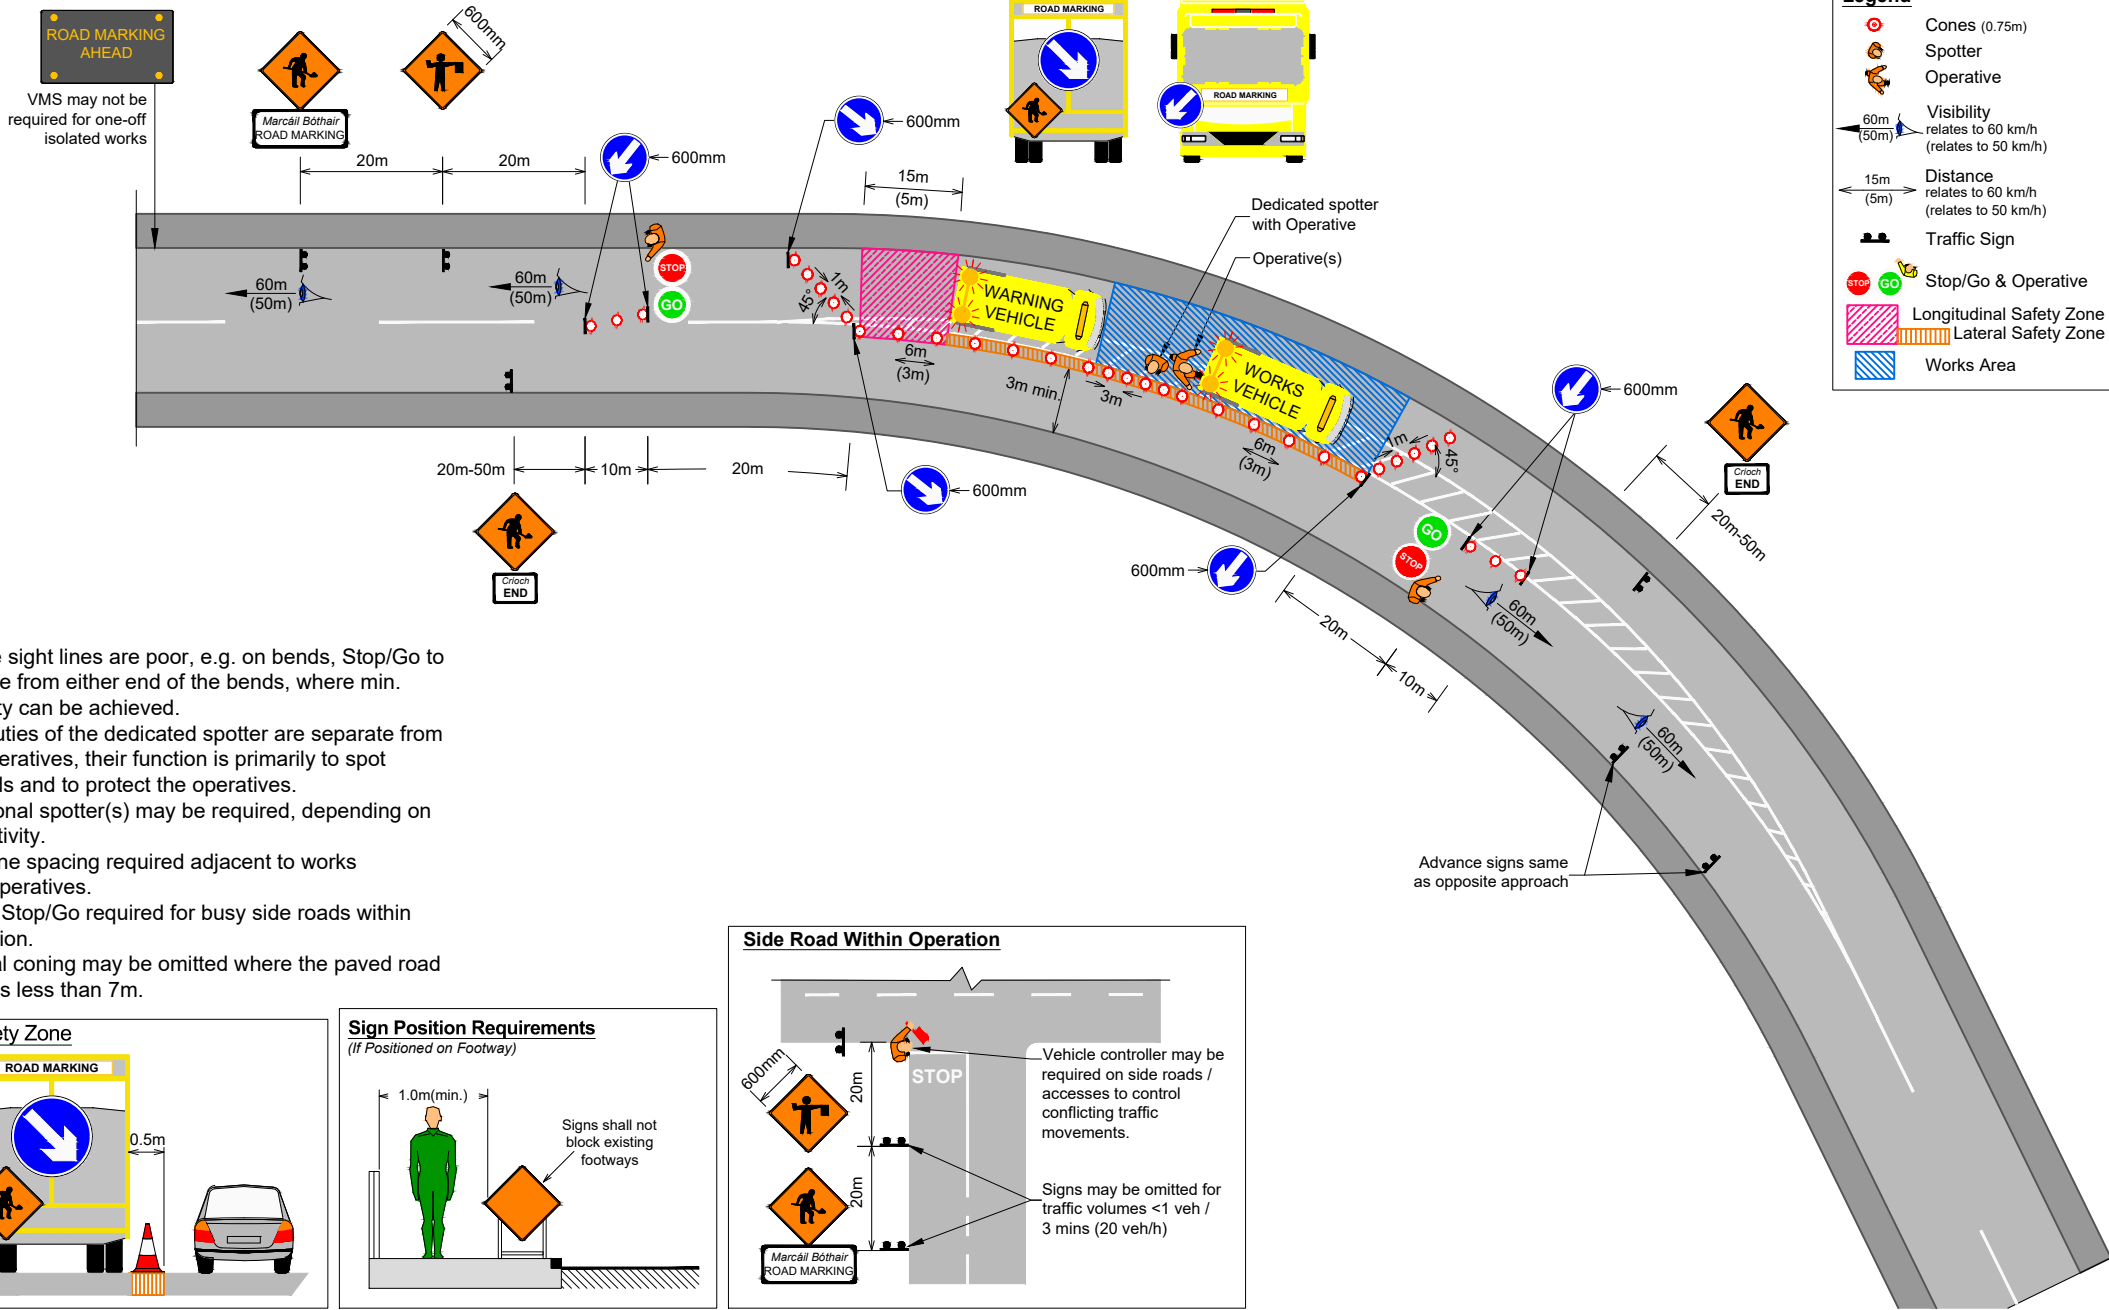 ROAD MARKING
AHEAD
VMS may not be
required for one-off
isolated works
Marcáil Bóthair
ROAD MARKING
600mm
20m
20m
600mm
600mm
ROAD MARKING
ROAD MARKING
15m
(5m)
Dedicated spotter
with Operative
Operative(s)
Legend
Cones (0.75m)
Spotter
Operative
60m
(50m)
Visibility
relates to 60 km/h
(relates to 50 km/h)
15m
(5m)
Distance
relates to 60 km/h
(relates to 50 km/h)
Traffic Sign
STOP
GO
Stop/Go & Operative
Longitudinal Safety Zone
Lateral Safety Zone
Works Area
60m
(50m)
60m
(50m)
STOP
GO
1m
45°
WARNING
VEHICLE
6m
(3m)
3m min.
3m
WORKS
VEHICLE
6m
(3m)
1m
45°
600mm
Crioch
END
20m-50m
20m-50m
10m
20m
600mm
Crioch
END
GO
STOP
600mm
60m
(50m)
20m
10m
60m
(50m)
Advance signs same
as opposite approach
sight lines are poor, e.g. on bends, Stop/Go to
from either end of the bends, where min.
can be achieved.
of the dedicated spotter are separate from
their function is primarily to spot
and to protect the operatives.
spotter(s) may be required, depending on
spacing required adjacent to works
Stop/Go required for busy side roads within
coning may be omitted where the paved road
is less than 7m.
Zone
ROAD MARKING
0.5m
Sign Position Requirements
(If Positioned on Footway)
1.0m(min.)
Signs shall not
block existing
footways
Side Road Within Operation
600mm
20m
STOP
Vehicle controller may be
required on side roads /
accesses to control
conflicting traffic
movements.
20m
Signs may be omitted for
traffic volumes <1 veh /
3 mins (20 veh/h)
Marcáil Bóthair
ROAD MARKING